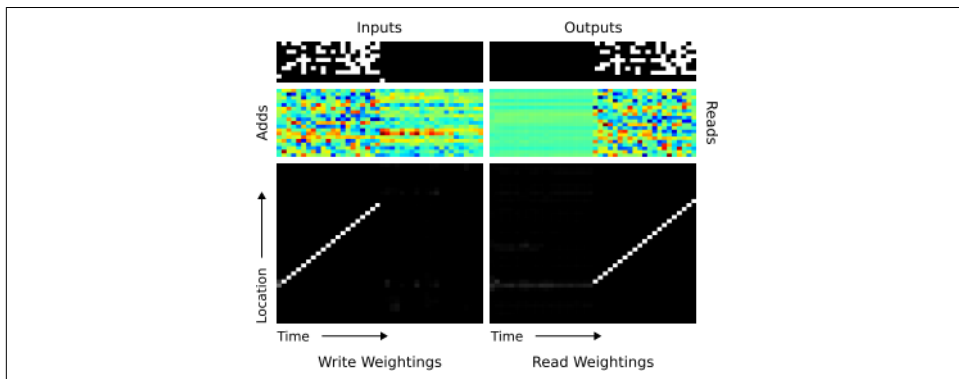 Inputs
Outputs
Adds
Reads
Location
Time
Time
Write Weightings
Read Weightings